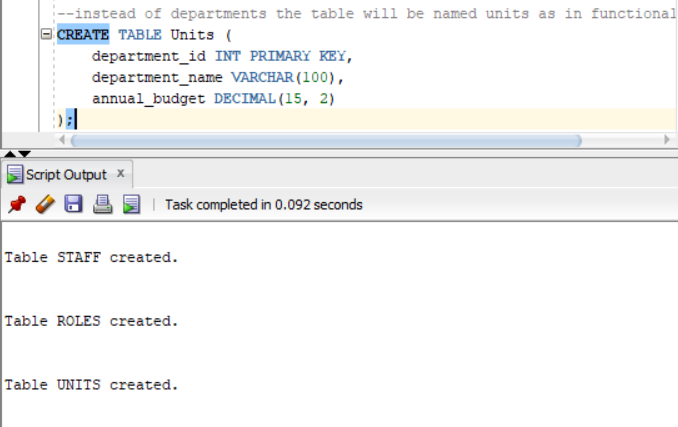 --instead of departments the table will be named units as in functional
CREATE TABLE Units (
department_id INT PRIMARY KEY,
department_name VARCHAR(100),
annual_budget DECIMAL(15, 2)
);
Script Output x
Task completed in 0.092 seconds
Table STAFF created.
Table ROLES created.
Table UNITS created.